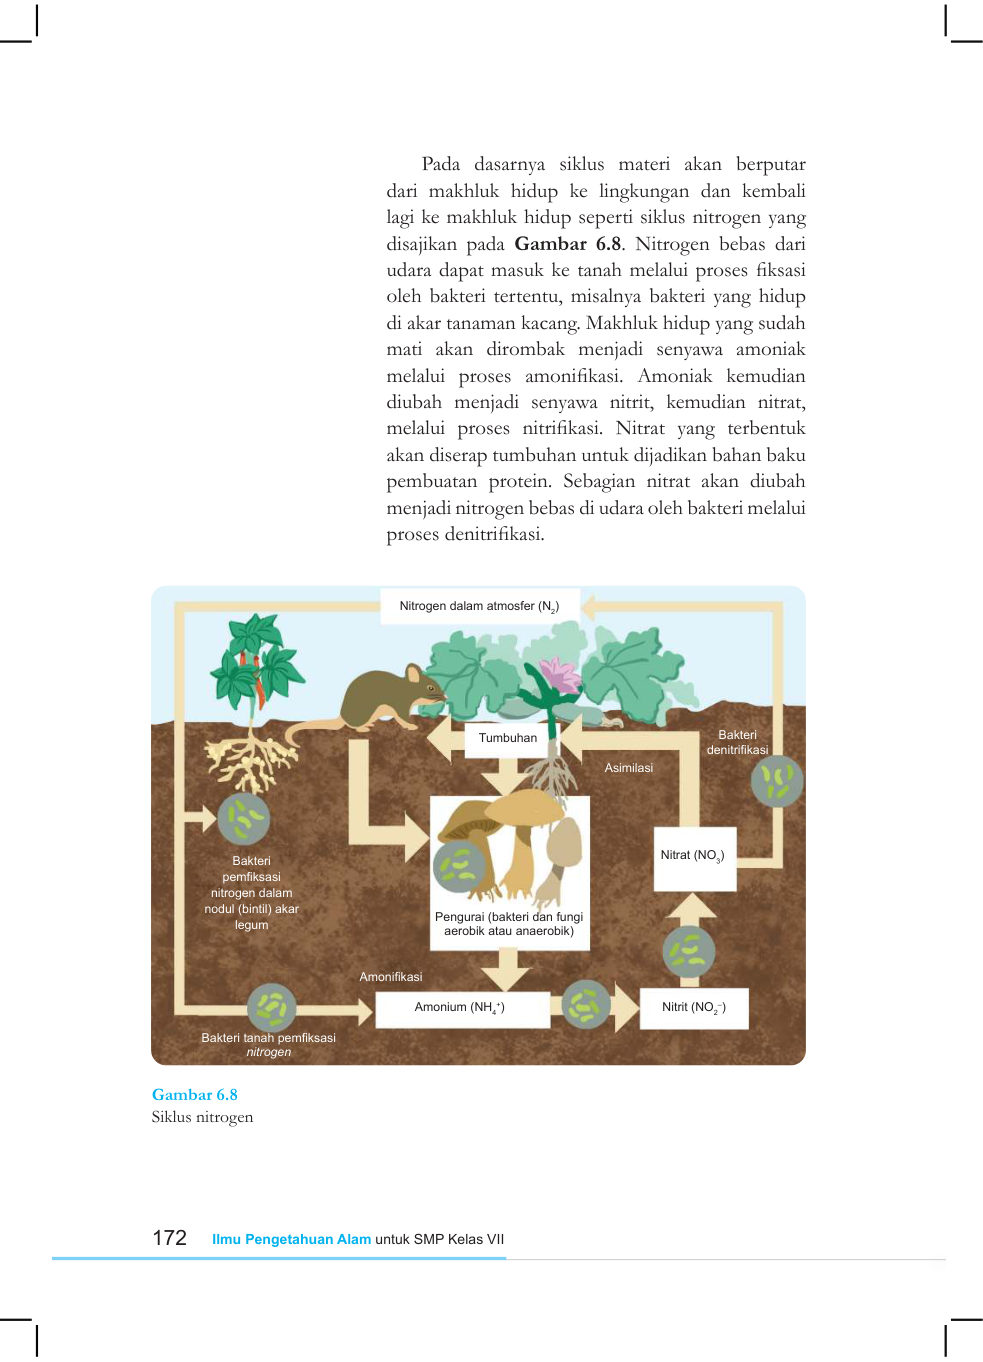 Pada dasarnya siklus materi akan berputar
dari makhluk hidup ke lingkungan dan kembali
lagi ke makhluk hidup seperti siklus nitrogen yang
disajikan pada Gambar 6.8. Nitrogen bebas dari
udara dapat masuk ke tanah melalui proses fiksasi
oleh bakteri tertentu, misalnya bakteri yang hidup
di akar tanaman kacang. Makhluk hidup yang sudah
mati akan dirombak menjadi senyawa amoniak
melalui proses amonifikasi. Amoniak kemudian
diubah menjadi senyawa nitrit, kemudian nitrat,
melalui proses nitrifikasi. Nitrat yang terbentuk
akan diserap tumbuhan untuk dijadikan bahan baku
pembuatan protein. Sebagian nitrat akan diubah
menjadi nitrogen bebas di udara oleh bakteri melalui
proses denitrifikasi.
Nitrogen dalam atmosfer (N₂)
Tumbuhan
Bakteri
denitrifikasi
Asimilasi
Bakteri
pemfiksasi
nitrogen dalam
nodul (bintil) akar
legum
Nitrat (NO₃)
Pengurai (bakteri dan fungi
aerobik atau anaerobik)
Amonifikasi
Amonium (NH₄⁺)
Nitrit (NO₂⁻)
Bakteri tanah pemfiksasi
nitrogen
Gambar 6.8
Siklus nitrogen
172 Ilmu Pengetahuan Alam untuk SMP Kelas VII